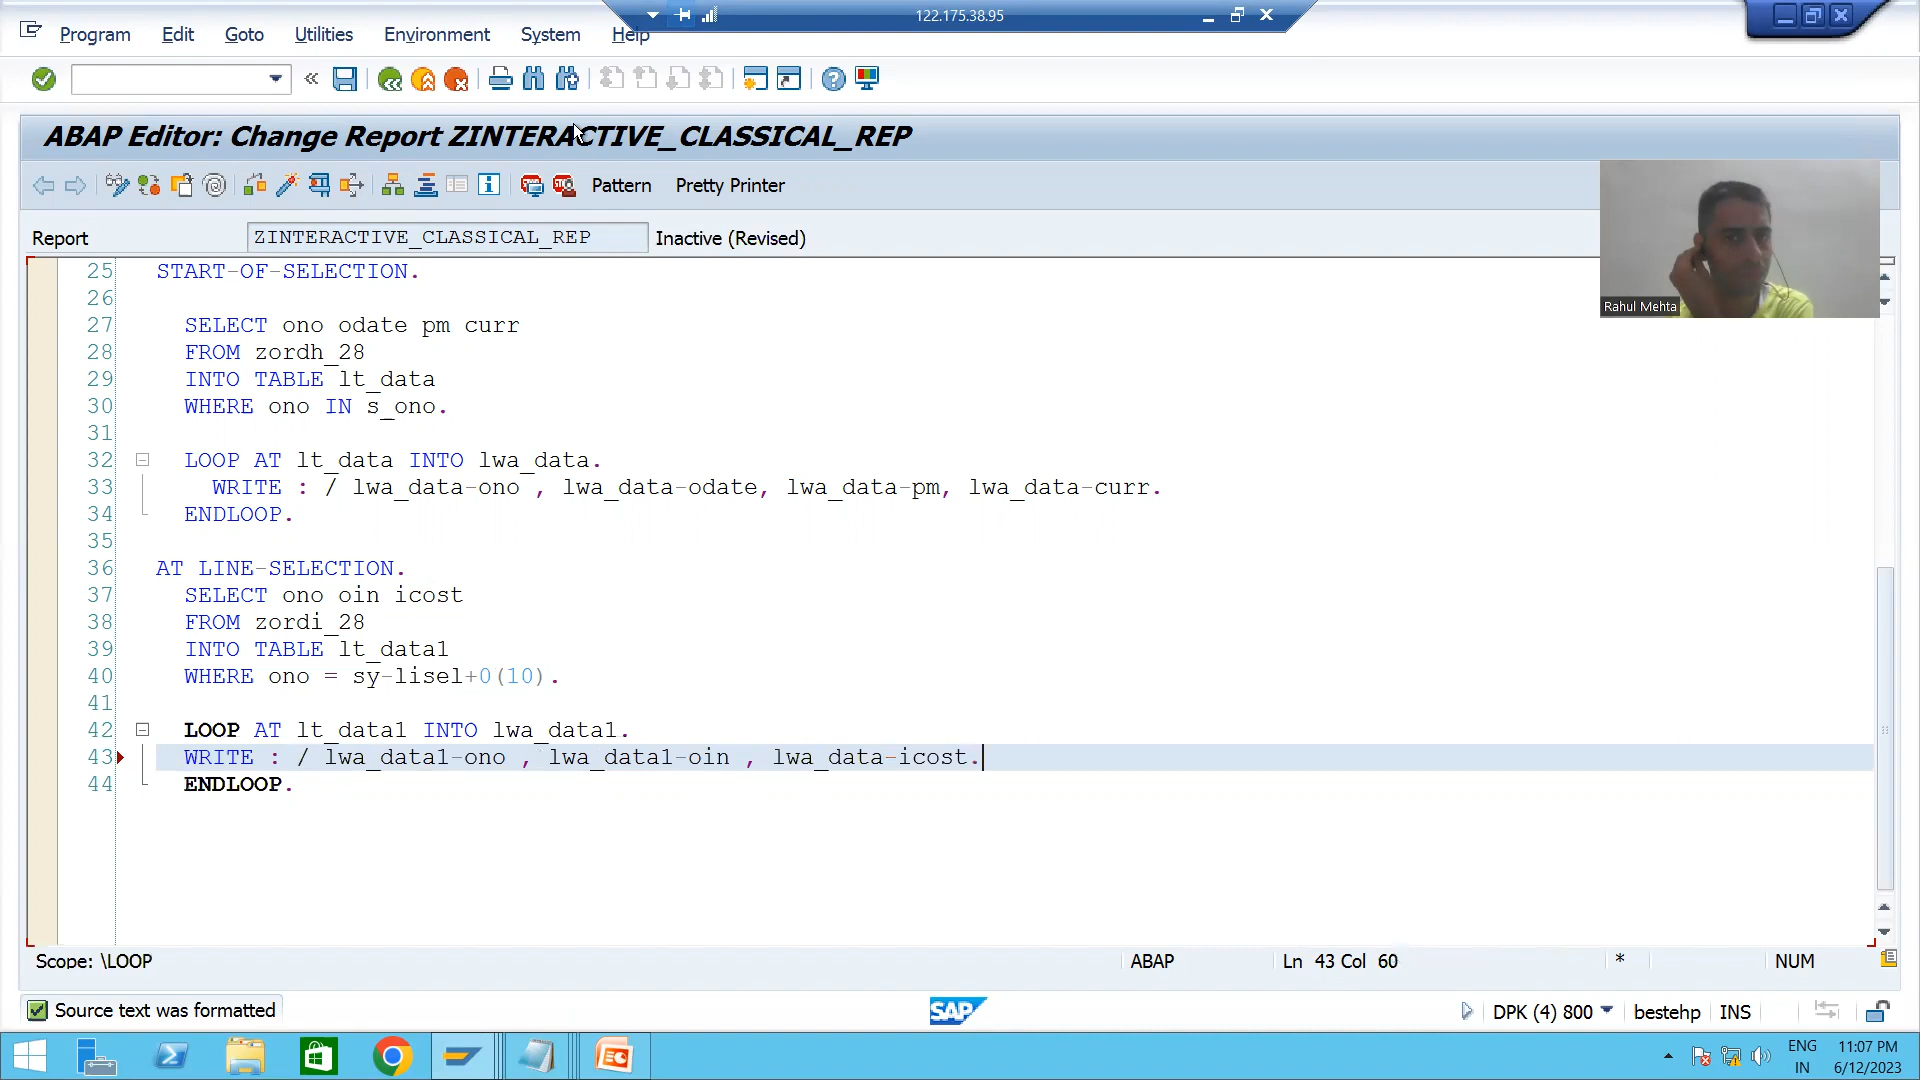 122.175.38.95
Program Edit Goto Utilities Environment System Help
ABAP Editor: Change Report ZINTERACTIVE_CLASSICAL_REP
Pattern Pretty Printer
Report ZINTERACTIVE_CLASSICAL_REP Inactive (Revised)
Rahul Mehta
25 START-OF-SELECTION.
26
27 SELECT ono odate pm curr
28 FROM zordh_28
29 INTO TABLE lt_data
30 WHERE ono IN s_ono.
31
32 LOOP AT lt_data INTO lwa_data.
33 WRITE : / lwa_data-ono , lwa_data-odate, lwa_data-pm, lwa_data-curr.
34 ENDLOOP.
35
36 AT LINE-SELECTION.
37 SELECT ono oin icost
38 FROM zordi_28
39 INTO TABLE lt_data1
40 WHERE ono = sy-lisel+0(10).
41
42 LOOP AT lt_data1 INTO lwa_data1.
43 WRITE : / lwa_data1-ono , lwa_data1-oin , lwa_data-icost.
44 ENDLOOP.
Scope: \LOOP ABAP Ln 43 Col 60 * NUM
Source text was formatted SAP DPK (4) 800 bestehp INS
ENG 11:07 PM
IN 6/12/2023